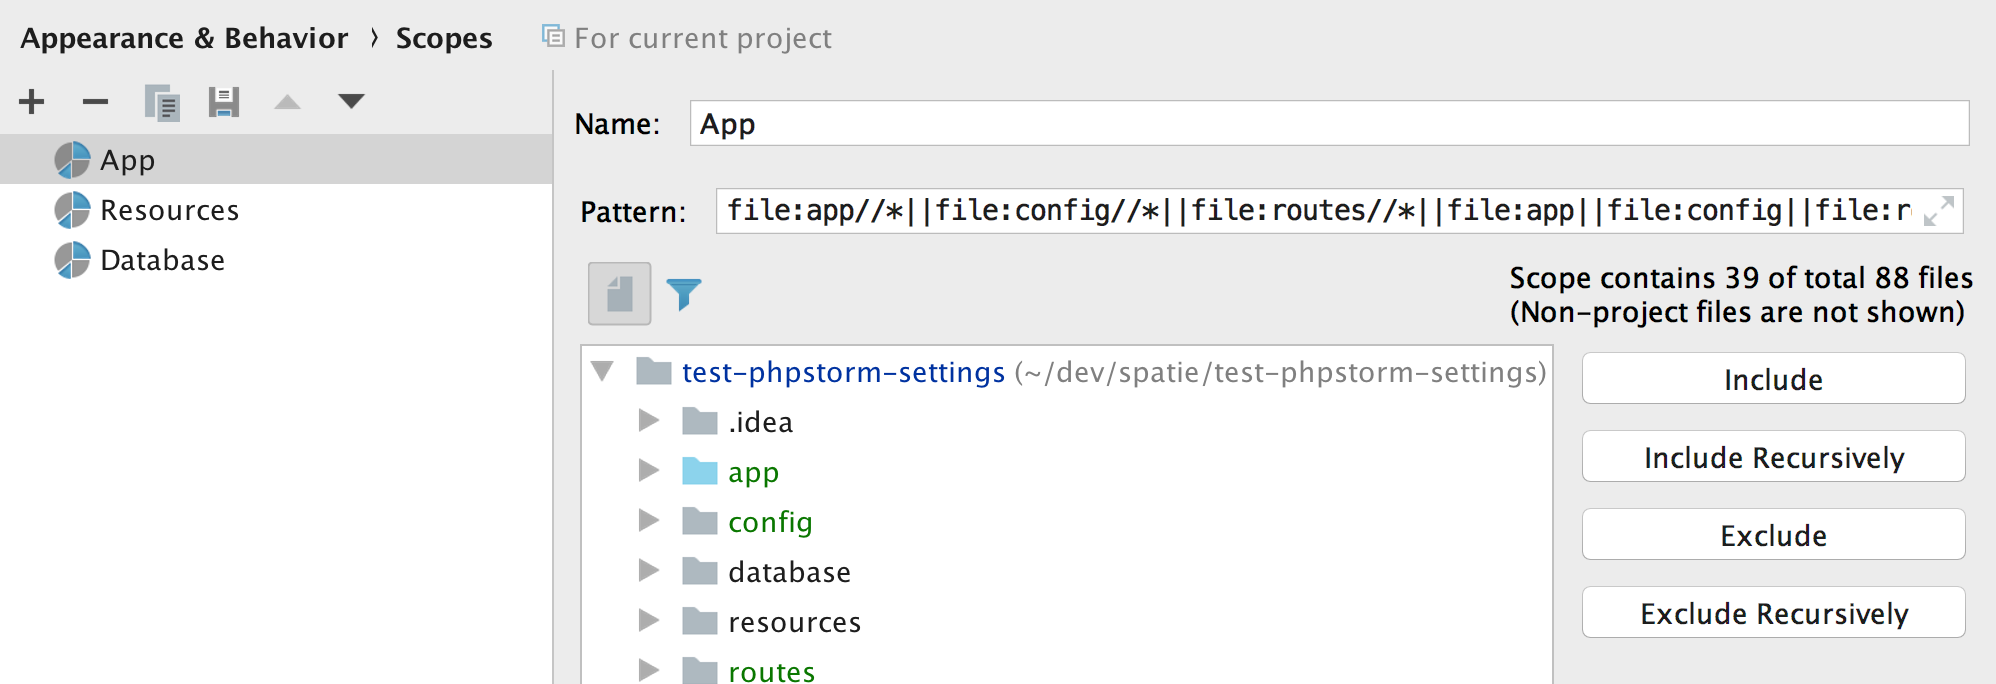 Appearance & Behavior › Scopes For current project
App
Resources
Database
Name: App
Pattern: file:app//*||file:config//*||file:routes//*||file:app||file:config||file:r
Scope contains 39 of total 88 files
(Non-project files are not shown)
test-phpstorm-settings (~/dev/spatie/test-phpstorm-settings)
.idea
app
config
database
resources
routes
Include
Include Recursively
Exclude
Exclude Recursively